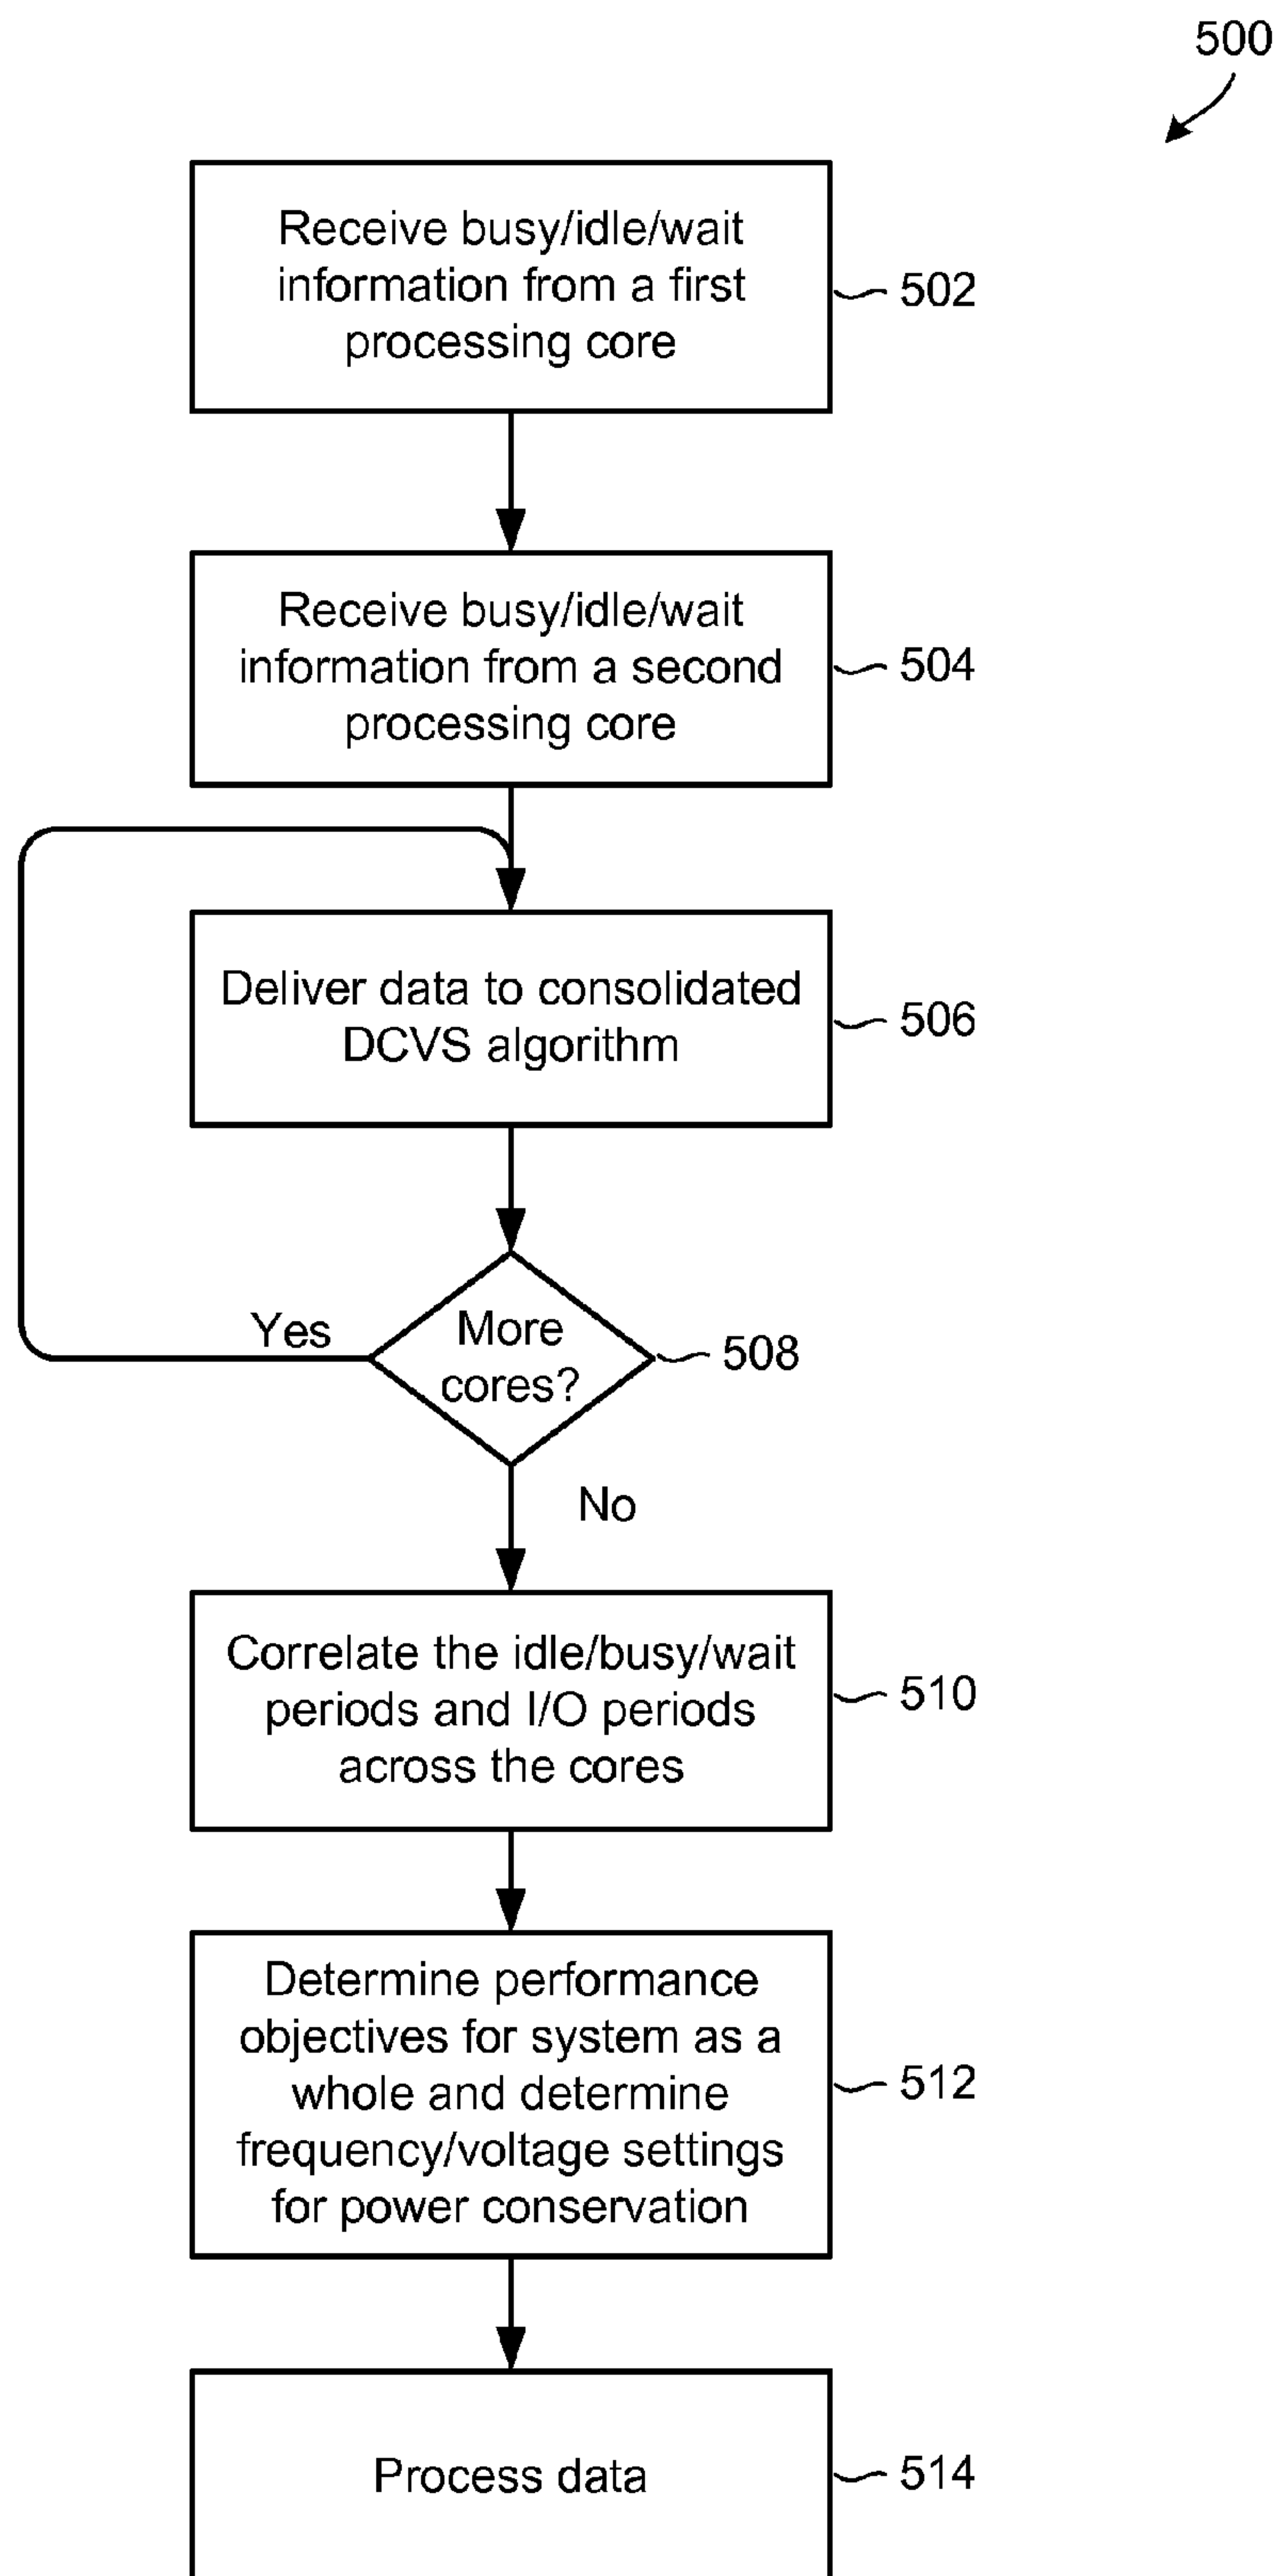 500
Receive busy/idle/wait
information from a first
processing core
502
Receive busy/idle/wait
information from a second
processing core
504
Deliver data to consolidated
DCVS algorithm
506
Yes
More
cores?
508
No
Correlate the idle/busy/wait
periods and I/O periods
across the cores
510
Determine performance
objectives for system as a
whole and determine
frequency/voltage settings
for power conservation
512
Process data
514